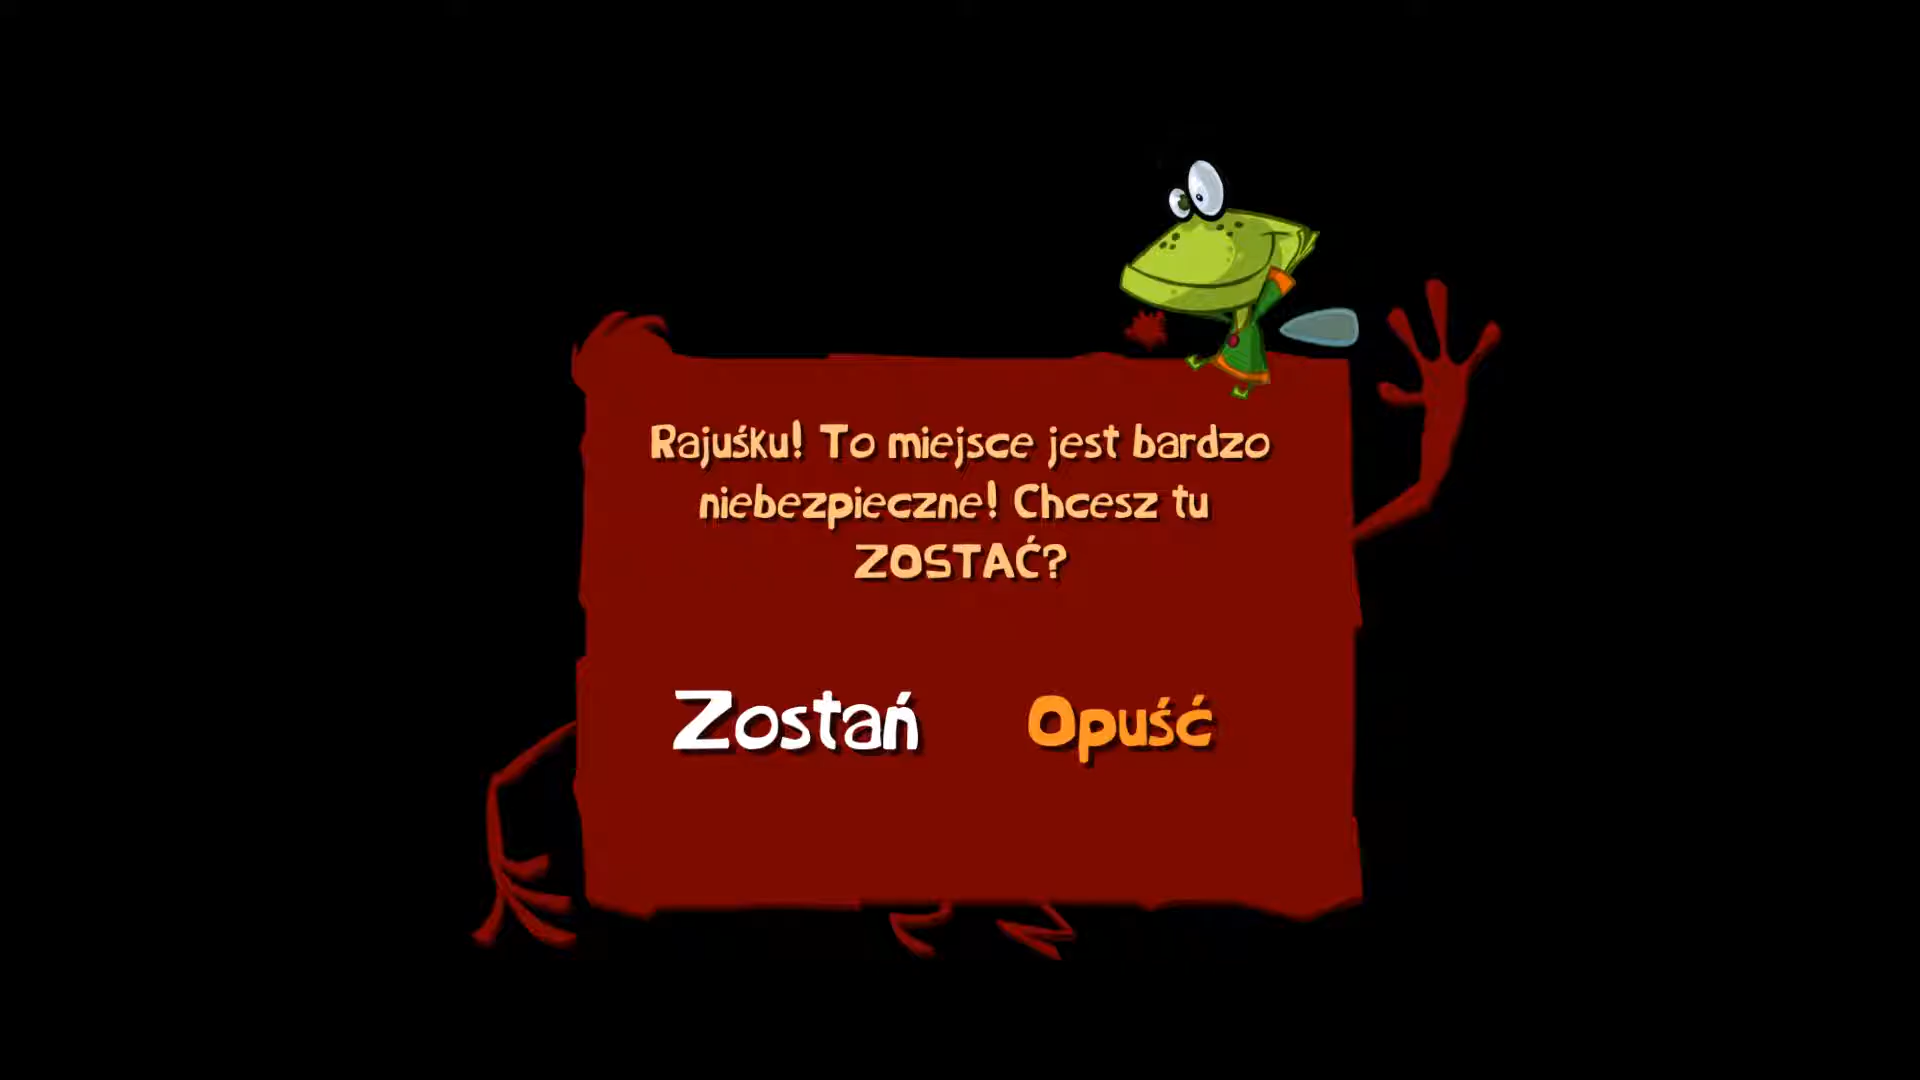 Rajuśku! To miejsce jest bardzo
niebezpieczne! Chcesz tu
ZOSTAĆ?
Zostań
Opuść